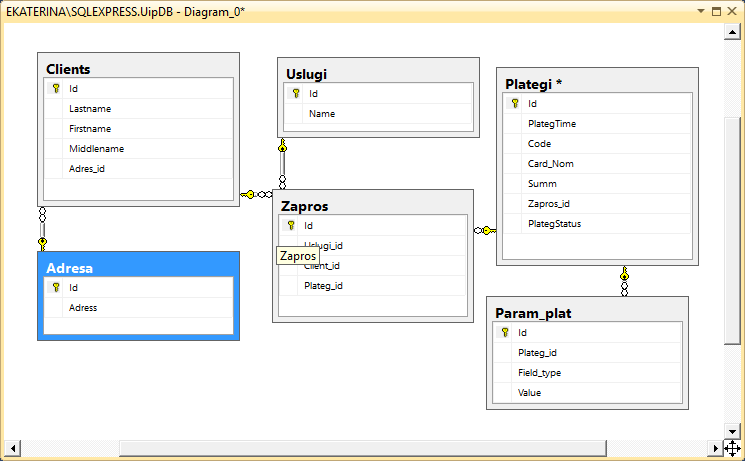 EKATERINA\SQLEXPRESS.UipDB - Diagram_0*
Clients
Id
Lastname
Firstname
Middlename
Adres_id
Uslugi
Id
Name
Plategi *
Id
PlategTime
Code
Card_Nom
Summ
Zapros_id
PlategStatus
Zapros
Id
Uslugi_id
Client_id
Plateg_id
Zapros
Adresa
Id
Adress
Param_plat
Id
Plateg_id
Field_type
Value